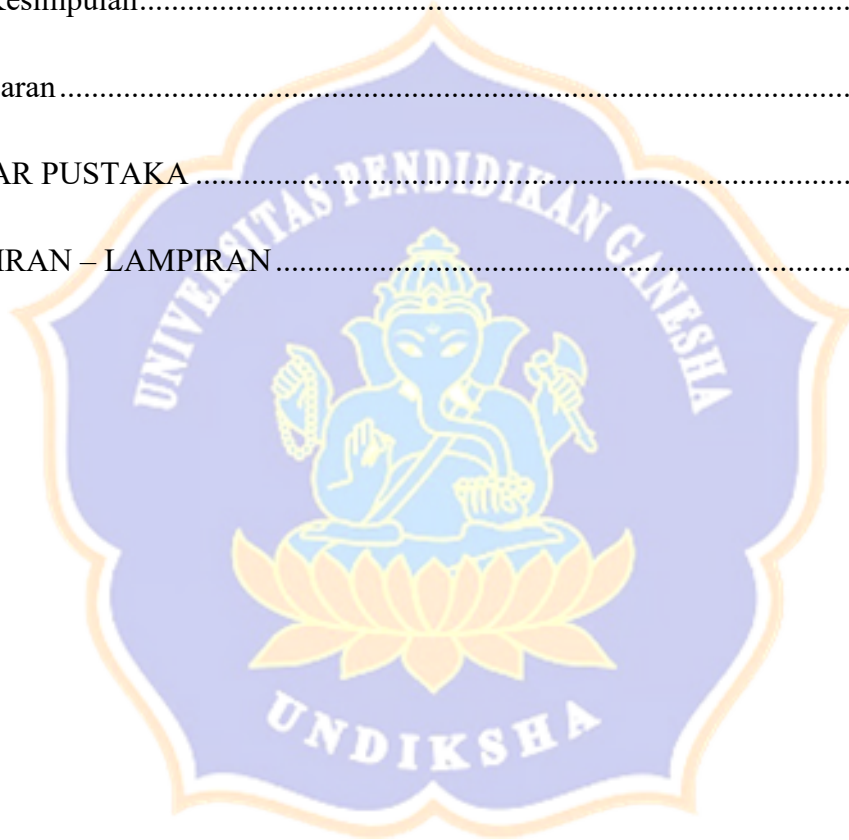 Kesimpulan...........................................................................................
aran....................................................................................................
AR PUSTAKA...................................................................................
IRAN – LAMPIRAN........................................................................
UNIVERSITAS PENDIDIKAN GANESHA
UNDIKSHA